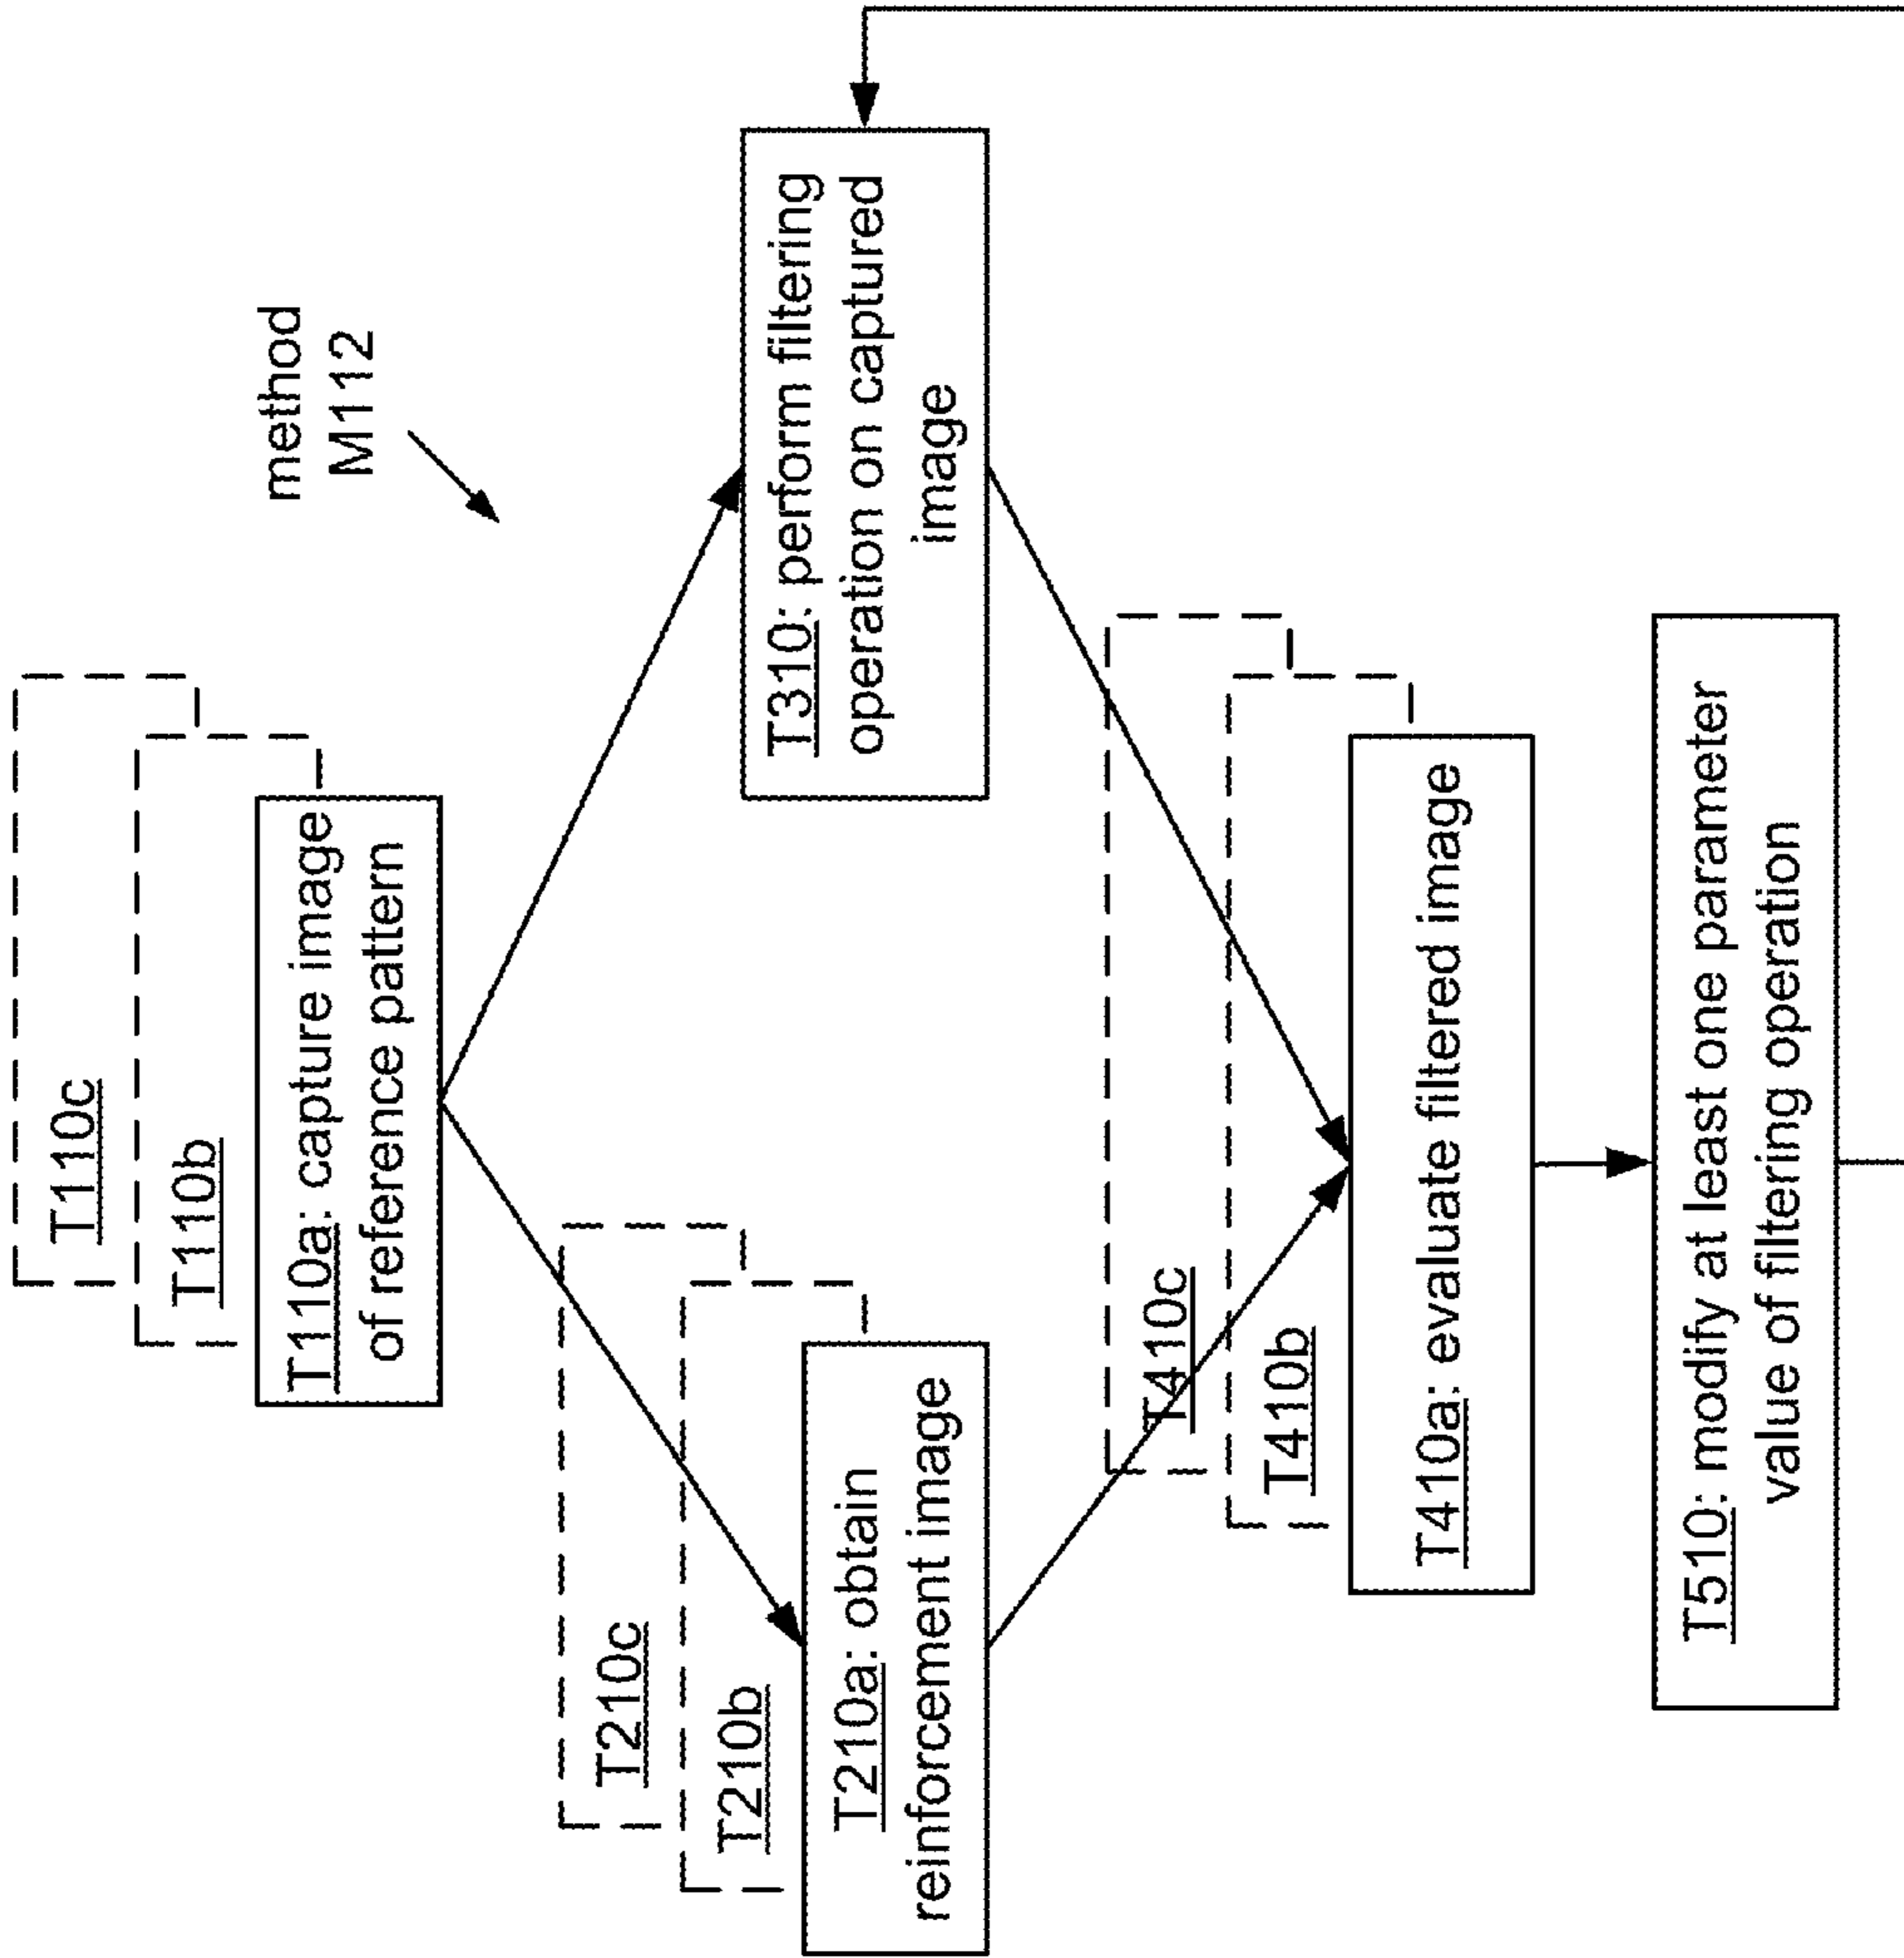 method
M112
T110c
T110b
T110a: capture image
of reference pattern
T210c
T210b
T210a: obtain
reinforcement image
T310: perform filtering
operation on captured
image
T410c
T410b
T410a: evaluate filtered image
T510: modify at least one parameter
value of filtering operation